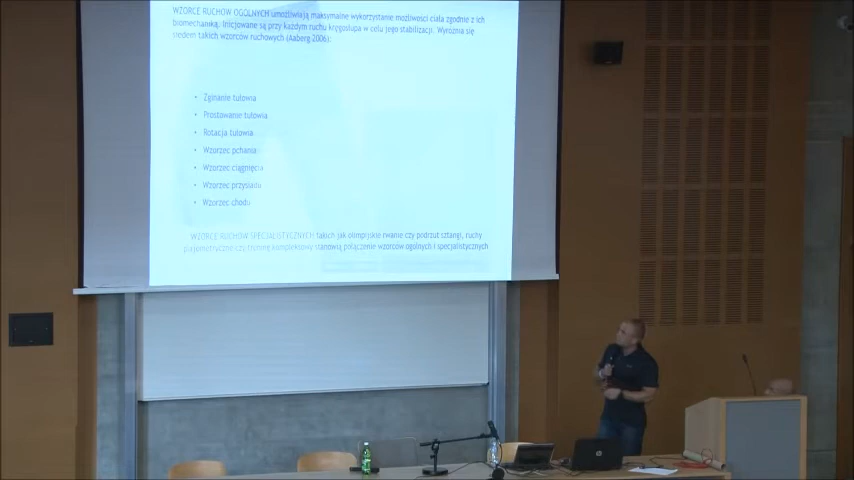 WZORCE RUCHÓW OGÓLNYCH umożliwiają maksymalne wykorzystanie możliwości ciała zgodnie z ich
biomechaniką. Inicjowane są przy każdym ruchu kręgosłupa w celu jego stabilizacji. Wyróżnia się
siedem takich wzorców ruchowych (Aaberg 2006):
• Zginanie tułowia
• Prostowanie tułowia
• Rotacja tułowia
• Wzorzec pchania
• Wzorzec ciągnięcia
• Wzorzec przysiadu
• Wzorzec chodu
WZORCE RUCHÓW SPECJALISTYCZNYCH takich jak olimpijskie rwanie czy podrzut sztangi, ruchy
plajometryczne czy trening kompleksowy stanowią połączenie wzorców ogólnych i specjalistycznych